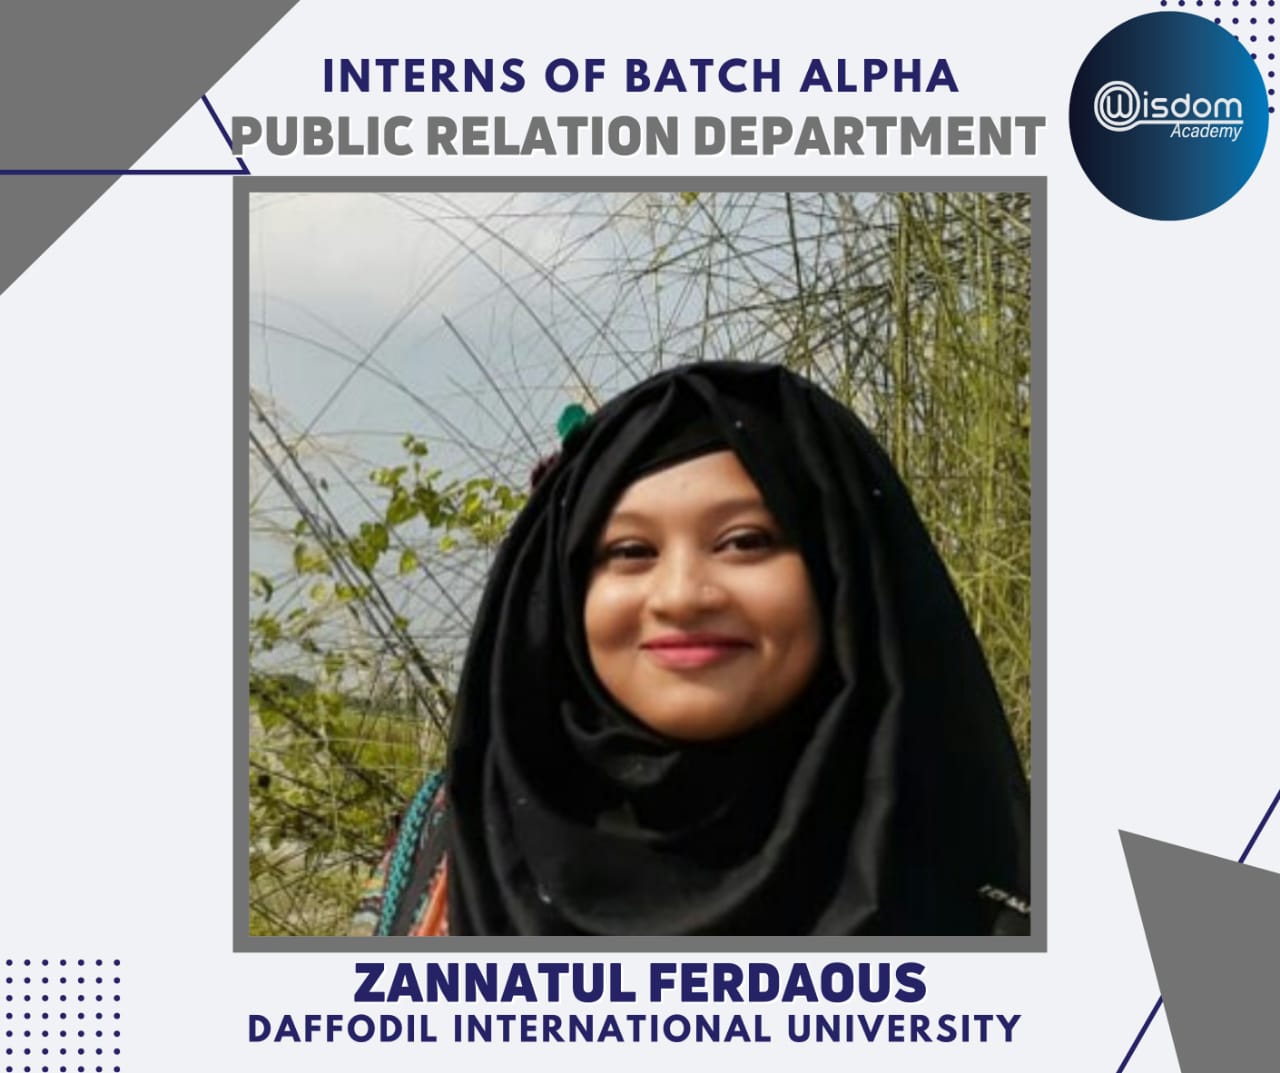 INTERNS OF BATCH ALPHA
PUBLIC RELATION DEPARTMENT
Wisdom
Academy
ZANNATUL FERDAOUS
DAFFODIL INTERNATIONAL UNIVERSITY